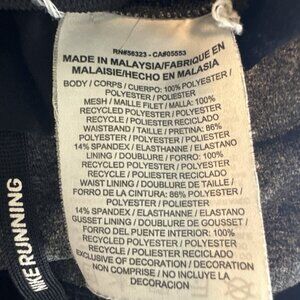 RN#56323 - CA#05553
MADE IN MALAYSIA/FABRIQUE EN
MALAISIE/HECHO EN MALASIA
BODY / CORPS / CUERPO: 100% POLYESTER /
POLYESTER / POLIESTER
MESH / MAILLE FILET / MALLA: 100%
RECYCLED POLYESTER / POLYESTER
RECYCLE / POLIESTER RECICLADO
WAISTBAND / TAILLE / PRETINA: 86%
POLYESTER / POLYESTER / POLIESTER
14% SPANDEX / ELASTHANNE / ELASTANO
LINING / DOUBLURE / FORRO: 100%
RECYCLED POLYESTER / POLYESTER
RECYCLE / POLIESTER RECICLADO
WAIST LINING / DOUBLURE DE TAILLE /
FORRO DE LA CINTURA: 86% POLYESTER /
POLYESTER / POLIESTER
14% SPANDEX / ELASTHANNE / ELASTANO
GUSSET LINING / DOUBLURE DE GOUSSET /
FORRO DEL PUENTE INTERIOR: 100%
RECYCLED POLYESTER / POLYESTER
RECYCLE / POLIESTER RECICLADO
EXCLUSIVE OF DECORATION / DECORATION
NON COMPRISE / NO INCLUYE LA
DECORACION
NIKE RUNNING